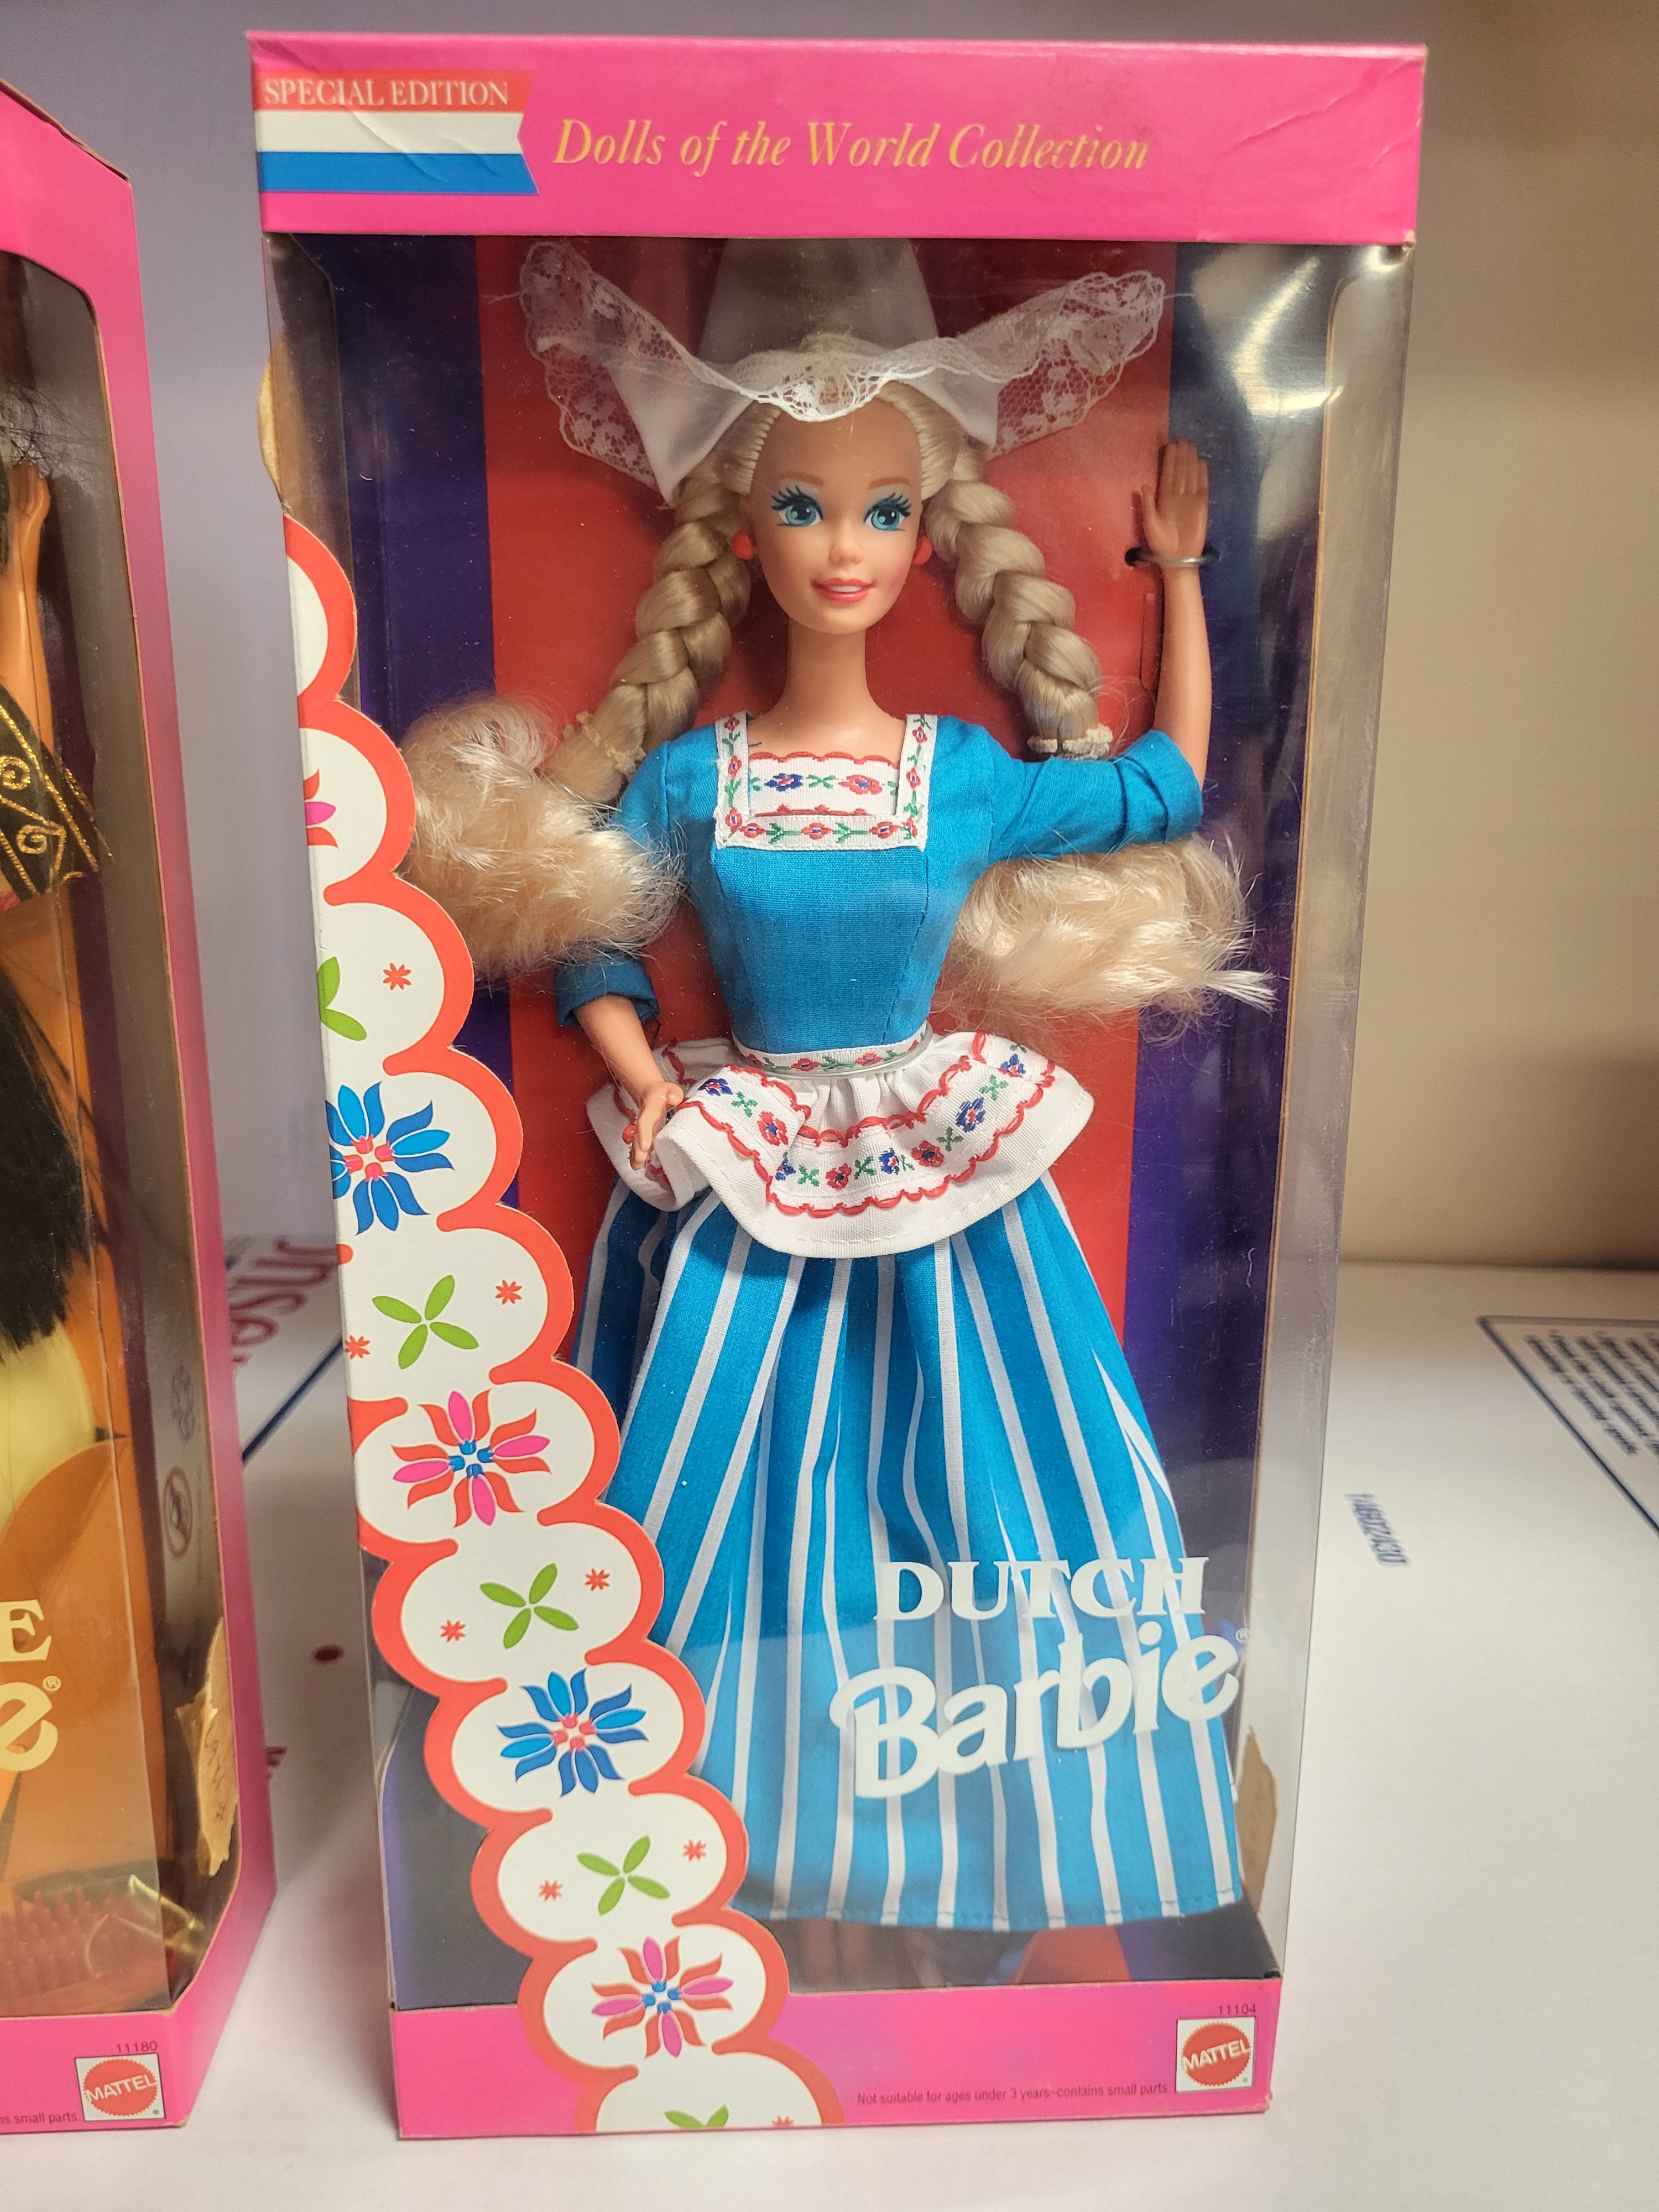 SPECIAL EDITION
Dolls of the World Collection
DUTCH
Barbie®
11104
MATTEL
®
Not suitable for ages under 3 years-contains small parts.
E
e®
11180
MATTEL
®
small parts.